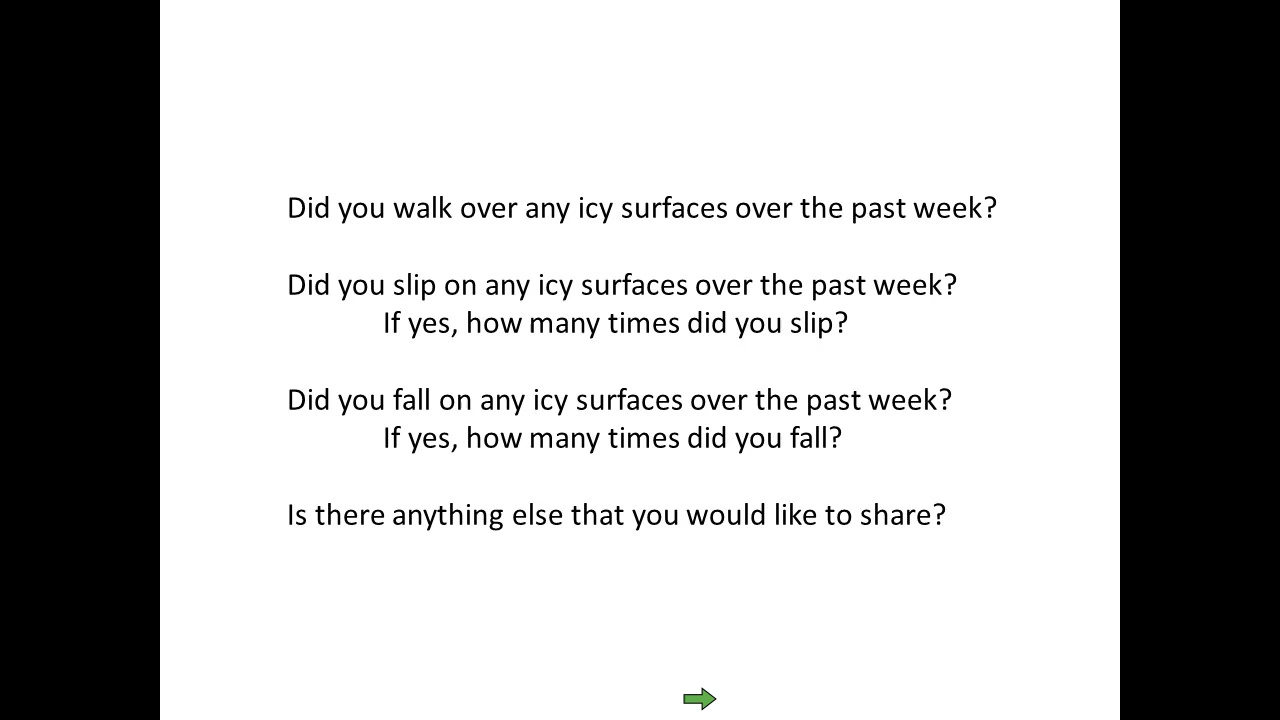 Did you walk over any icy surfaces over the past week?
Did you slip on any icy surfaces over the past week?
If yes, how many times did you slip?
Did you fall on any icy surfaces over the past week?
If yes, how many times did you fall?
Is there anything else that you would like to share?